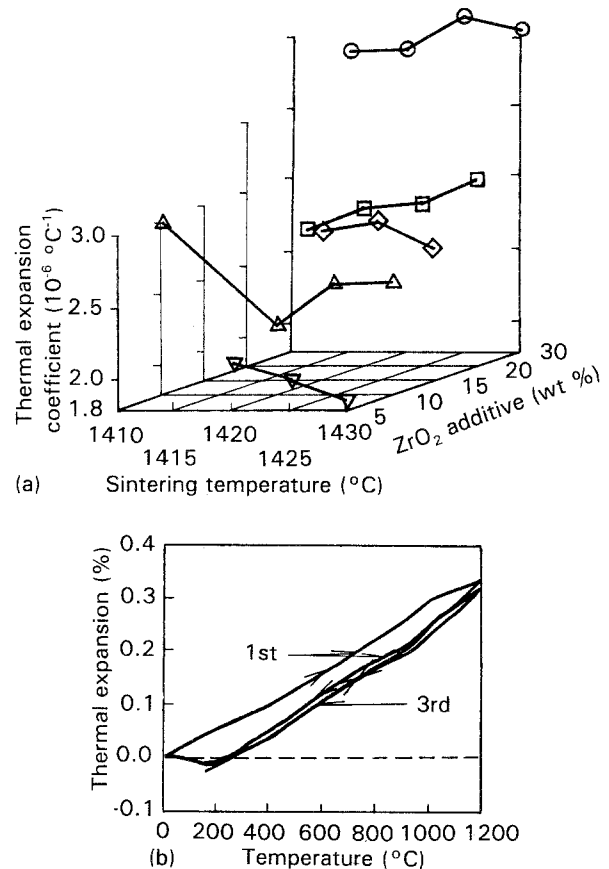 Thermal expansion
coefficient (10⁻⁶ °C⁻¹)
3.0
2.5
2.0
1.8
1410
1415
1420
1425
1430
5
10
15
20
30
ZrO₂ additive (wt %)
(a) Sintering temperature (°C)
Thermal expansion (%)
0.4
0.3
0.2
0.1
0.0
-0.1
1st
3rd
0 200 400 600 800 1000 1200
(b) Temperature (°C)